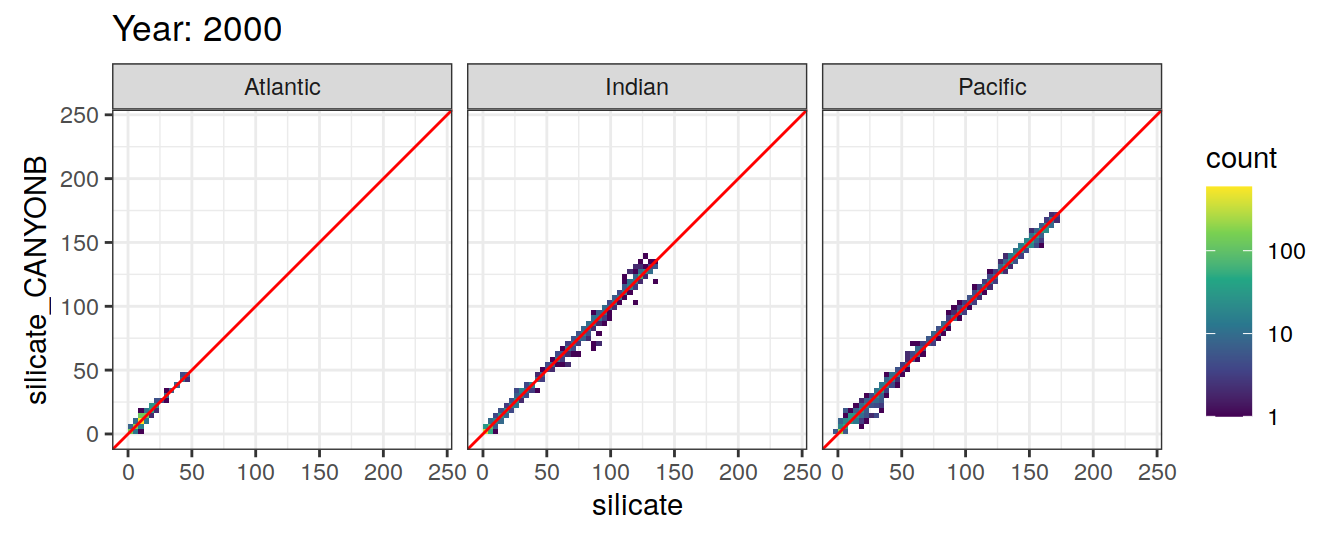 Year: 2000
Atlantic
Indian
Pacific
silicate_CANYONB
250
200
150
100
50
0
0 50 100 150 200 250
0 50 100 150 200 250
0 50 100 150 200 250
silicate
count
100
10
1